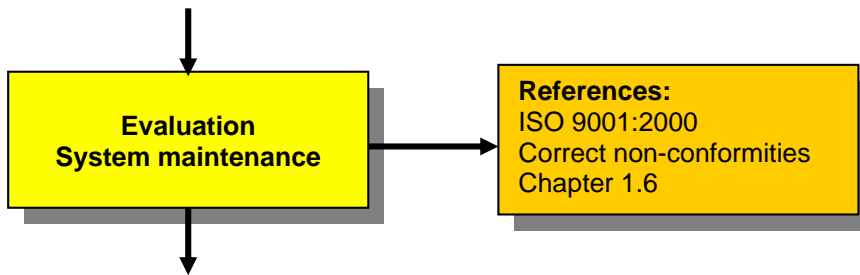 Evaluation
System maintenance
References:
ISO 9001:2000
Correct non-conformities
Chapter 1.6